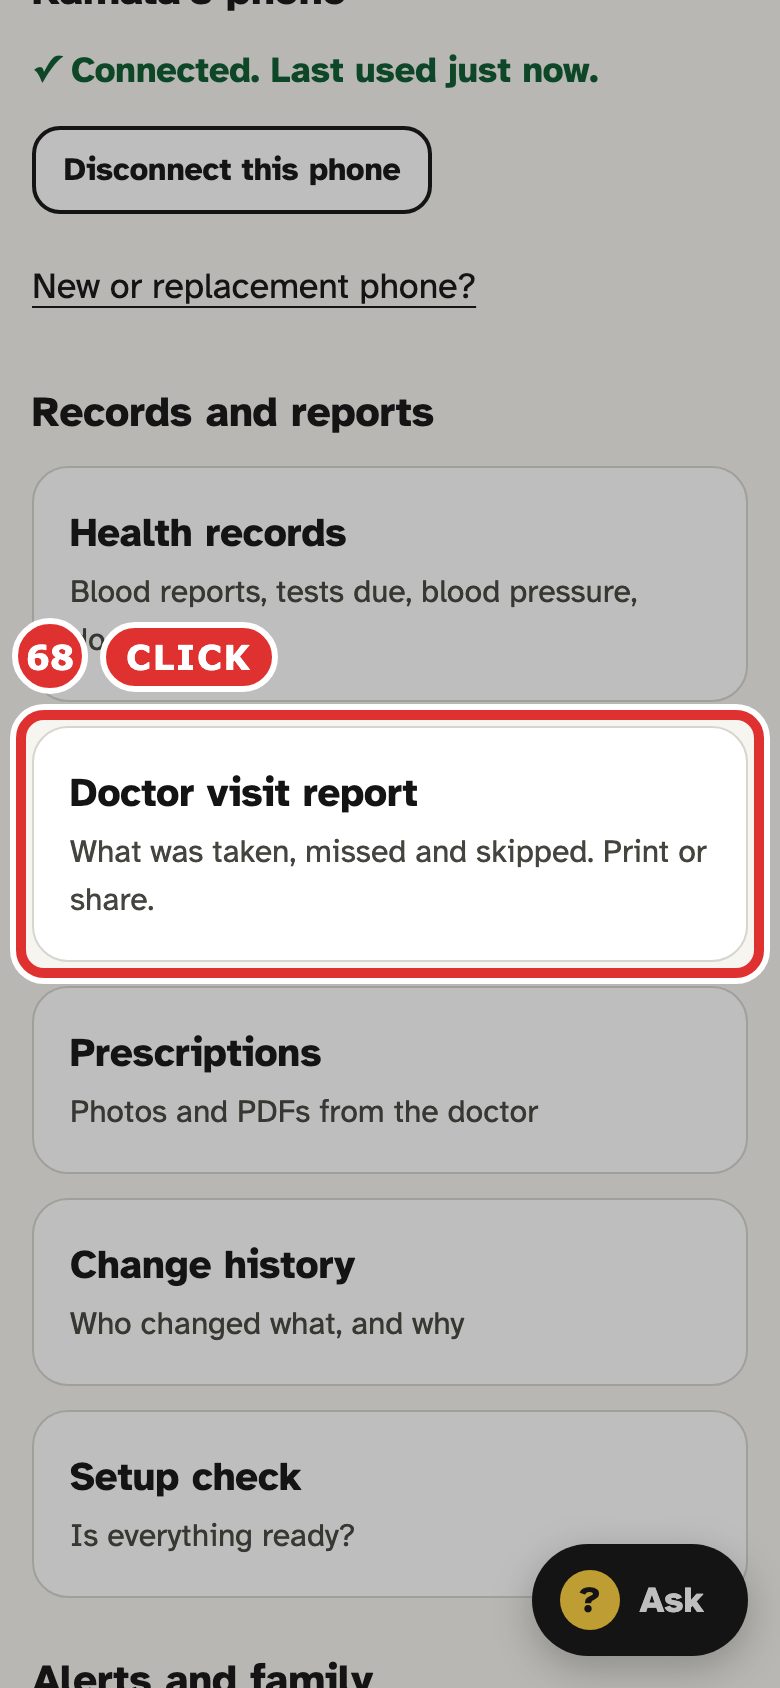 ✓ Connected. Last used just now.
Disconnect this phone
New or replacement phone?
Records and reports
Health records
Blood reports, tests due, blood pressure,
68 CLICK
Doctor visit report
What was taken, missed and skipped. Print or
share.
Prescriptions
Photos and PDFs from the doctor
Change history
Who changed what, and why
Setup check
Is everything ready?
? Ask
Alerts and family